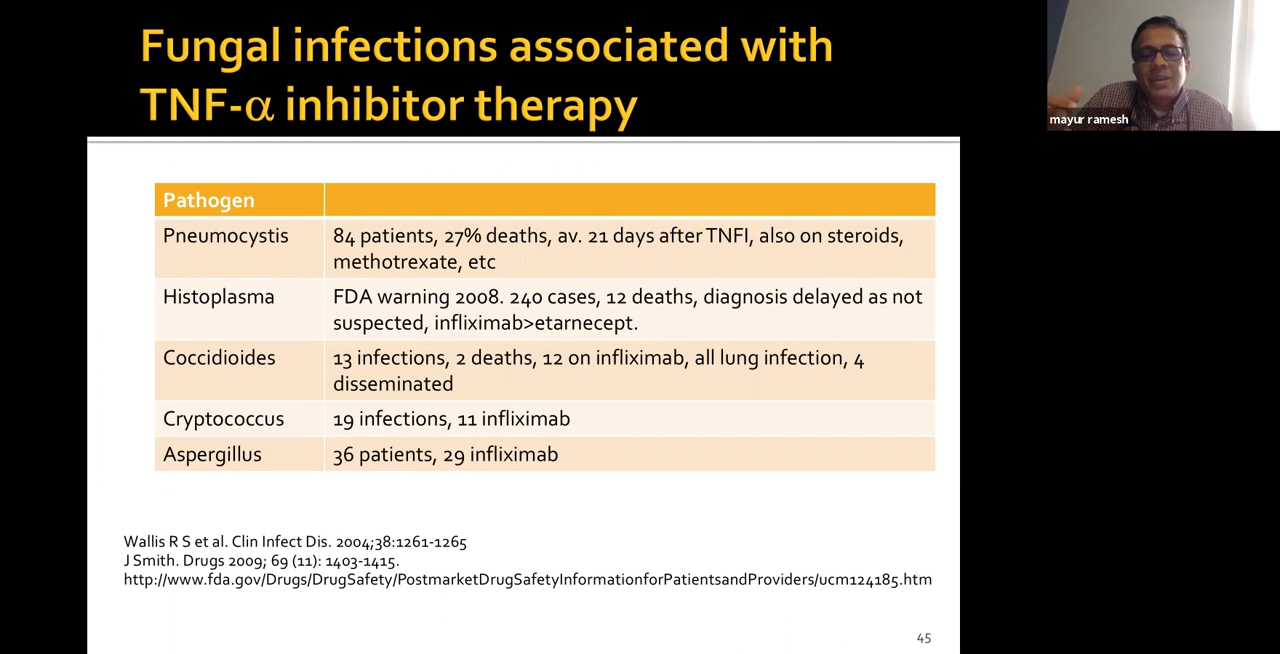 Fungal infections associated with
TNF-α inhibitor therapy
mayur ramesh
Pathogen
Pneumocystis 84 patients, 27% deaths, av. 21 days after TNFI, also on steroids,
methotrexate, etc
Histoplasma FDA warning 2008. 240 cases, 12 deaths, diagnosis delayed as not
suspected, infliximab>etarnecept.
Coccidioides 13 infections, 2 deaths, 12 on infliximab, all lung infection, 4
disseminated
Cryptococcus 19 infections, 11 infliximab
Aspergillus 36 patients, 29 infliximab
Wallis R S et al. Clin Infect Dis. 2004;38:1261-1265
J Smith. Drugs 2009; 69 (11): 1403-1415.
http://www.fda.gov/Drugs/DrugSafety/PostmarketDrugSafetyInformationforPatientsandProviders/ucm124185.htm
45